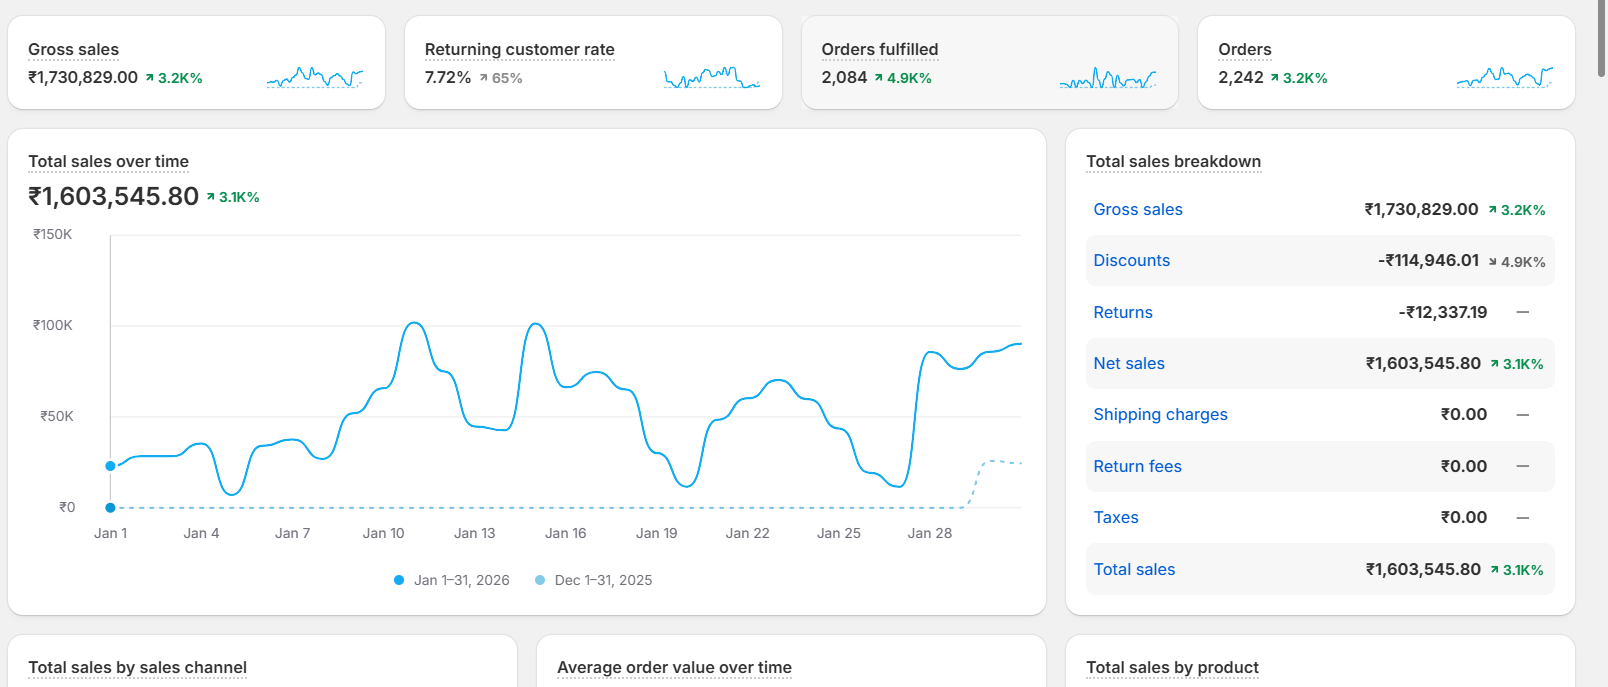 Gross sales
₹1,730,829.00 ↗ 3.2K%
Returning customer rate
7.72% ↗ 65%
Orders fulfilled
2,084 ↗ 4.9K%
Orders
2,242 ↗ 3.2K%
Total sales over time
₹1,603,545.80 ↗ 3.1K%
₹150K
₹100K
₹50K
₹0
Jan 1 Jan 4 Jan 7 Jan 10 Jan 13 Jan 16 Jan 19 Jan 22 Jan 25 Jan 28
Jan 1–31, 2026 Dec 1–31, 2025
Total sales breakdown
Gross sales ₹1,730,829.00 ↗ 3.2K%
Discounts -₹114,946.01 ↘ 4.9K%
Returns -₹12,337.19 —
Net sales ₹1,603,545.80 ↗ 3.1K%
Shipping charges ₹0.00 —
Return fees ₹0.00 —
Taxes ₹0.00 —
Total sales ₹1,603,545.80 ↗ 3.1K%
Total sales by sales channel
Average order value over time
Total sales by product